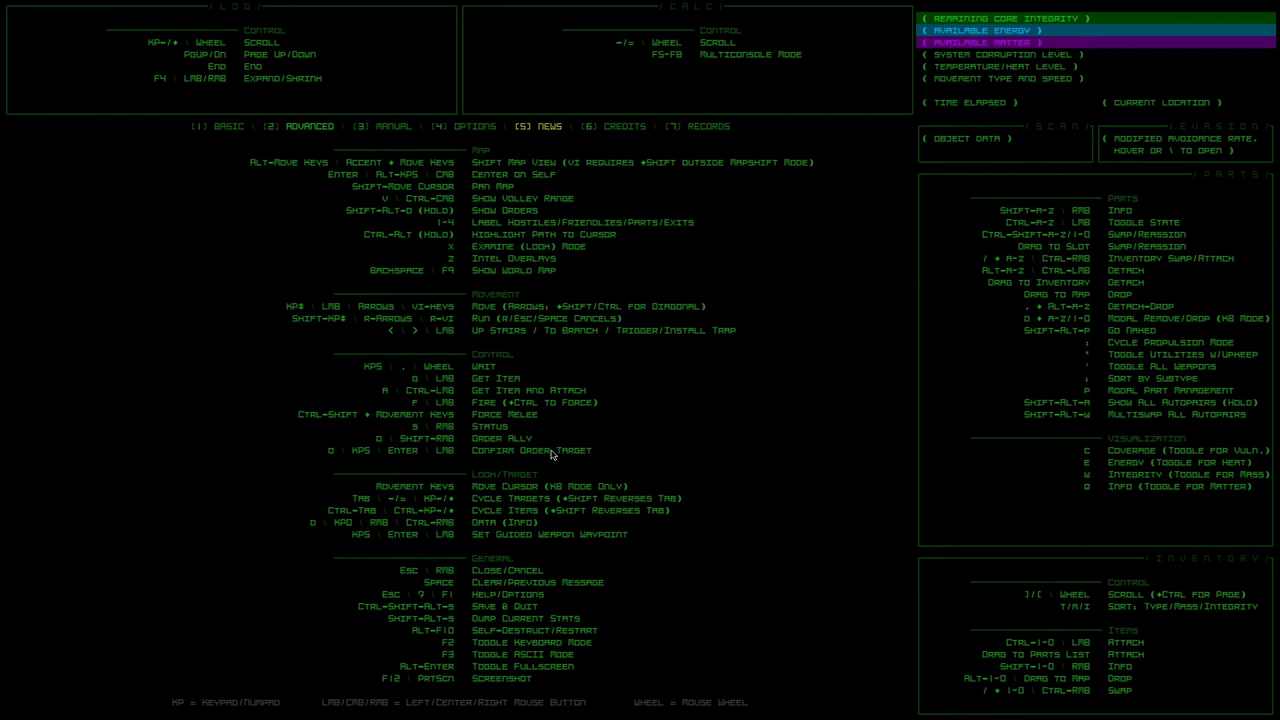 / LOG /
CONTROL
KP-/+ \ WHEEL SCROLL
PGUP/DN PAGE UP/DOWN
END END
F4 \ LMB/RMB EXPAND/SHRINK
/ CALC /
CONTROL
-/= \ WHEEL SCROLL
F5-F8 MULTICONSOLE MODE
( REMAINING CORE INTEGRITY )
( AVAILABLE ENERGY )
( AVAILABLE MATTER )
( SYSTEM CORRUPTION LEVEL )
( TEMPERATURE/HEAT LEVEL )
( MOVEMENT TYPE AND SPEED )
( TIME ELAPSED ) ( CURRENT LOCATION )
[1] BASIC \ [2] ADVANCED \ [3] MANUAL \ [4] OPTIONS \ [5] NEWS \ [6] CREDITS \ [7] RECORDS
MAP
ALT-MOVE KEYS \ ACCENT + MOVE KEYS SHIFT MAP VIEW (VI REQUIRES +SHIFT OUTSIDE MAPSHIFT MODE)
ENTER \ ALT-KP5 \ CMB CENTER ON SELF
SHIFT-MOVE CURSOR PAN MAP
V \ CTRL-CMB SHOW VOLLEY RANGE
SHIFT-ALT-O (HOLD) SHOW ORDERS
1-4 LABEL HOSTILES/FRIENDLIES/PARTS/EXITS
CTRL-ALT (HOLD) HIGHLIGHT PATH TO CURSOR
X EXAMINE (LOOK) MODE
Z INTEL OVERLAYS
BACKSPACE \ F9 SHOW WORLD MAP
MOVEMENT
KP# \ LMB \ ARROWS \ VI-KEYS MOVE (ARROWS: +SHIFT/CTRL FOR DIAGONAL)
SHIFT-KP# \ R-ARROWS \ R-VI RUN (R/ESC/SPACE CANCELS)
< \ > \ LMB UP STAIRS / TO BRANCH / TRIGGER/INSTALL TRAP
CONTROL
KP5 \ . \ WHEEL WAIT
G \ LMB GET ITEM
A \ CTRL-LMB GET ITEM AND ATTACH
F \ LMB FIRE (+CTRL TO FORCE)
CTRL-SHIFT + MOVEMENT KEYS FORCE MELEE
S \ RMB STATUS
O \ SHIFT-RMB ORDER ALLY
O \ KP5 \ ENTER \ LMB CONFIRM ORDER TARGET
LOOK/TARGET
MOVEMENT KEYS MOVE CURSOR (KB MODE ONLY)
TAB \ -/= \ KP-/+ CYCLE TARGETS (+SHIFT REVERSES TAB)
CTRL-TAB \ CTRL-KP-/+ CYCLE ITEMS (+SHIFT REVERSES TAB)
D \ KP0 \ RMB \ CTRL-RMB DATA (INFO)
KP5 \ ENTER \ LMB SET GUIDED WEAPON WAYPOINT
GENERAL
ESC \ RMB CLOSE/CANCEL
SPACE CLEAR/PREVIOUS MESSAGE
ESC \ ? \ F1 HELP/OPTIONS
CTRL-SHIFT-ALT-S SAVE & QUIT
SHIFT-ALT-S DUMP CURRENT STATS
ALT-F10 SELF-DESTRUCT/RESTART
F2 TOGGLE KEYBOARD MODE
F3 TOGGLE ASCII MODE
ALT-ENTER TOGGLE FULLSCREEN
F12 \ PRTSCN SCREENSHOT
KP = KEYPAD/NUMPAD LMB/CMB/RMB = LEFT/CENTER/RIGHT MOUSE BUTTON WHEEL = MOUSE WHEEL
/ SCAN /
( OBJECT DATA )
/ EVASION /
( MODIFIED AVOIDANCE RATE.
HOVER OR \ TO OPEN )
/ PARTS /
PARTS
SHIFT-A-Z \ RMB INFO
CTRL-A-Z \ LMB TOGGLE STATE
CTRL-SHIFT-A-Z/1-0 SWAP/REASSIGN
DRAG TO SLOT SWAP/REASSIGN
/ + A-Z \ CTRL-RMB INVENTORY SWAP/ATTACH
ALT-A-Z \ CTRL-LMB DETACH
DRAG TO INVENTORY DETACH
DRAG TO MAP DROP
. + ALT-A-Z DETACH-DROP
D + A-Z/1-0 MODAL REMOVE/DROP (KB MODE)
SHIFT-ALT-P GO NAKED
; CYCLE PROPULSION MODE
" TOGGLE UTILITIES W/UPKEEP
' TOGGLE ALL WEAPONS
: SORT BY SUBTYPE
P MODAL PART MANAGEMENT
SHIFT-ALT-A SHOW ALL AUTOPAIRS (HOLD)
SHIFT-ALT-W MULTISWAP ALL AUTOPAIRS
VISUALIZATION
C COVERAGE (TOGGLE FOR VULN.)
E ENERGY (TOGGLE FOR HEAT)
W INTEGRITY (TOGGLE FOR MASS)
Q INFO (TOGGLE FOR MATTER)
/ INVENTORY /
CONTROL
]/[ \ WHEEL SCROLL (+CTRL FOR PAGE)
T/M/I SORT: TYPE/MASS/INTEGRITY
ITEMS
CTRL-1-0 \ LMB ATTACH
DRAG TO PARTS LIST ATTACH
SHIFT-1-0 \ RMB INFO
ALT-1-0 \ DRAG TO MAP DROP
/ + 1-0 \ CTRL-RMB SWAP